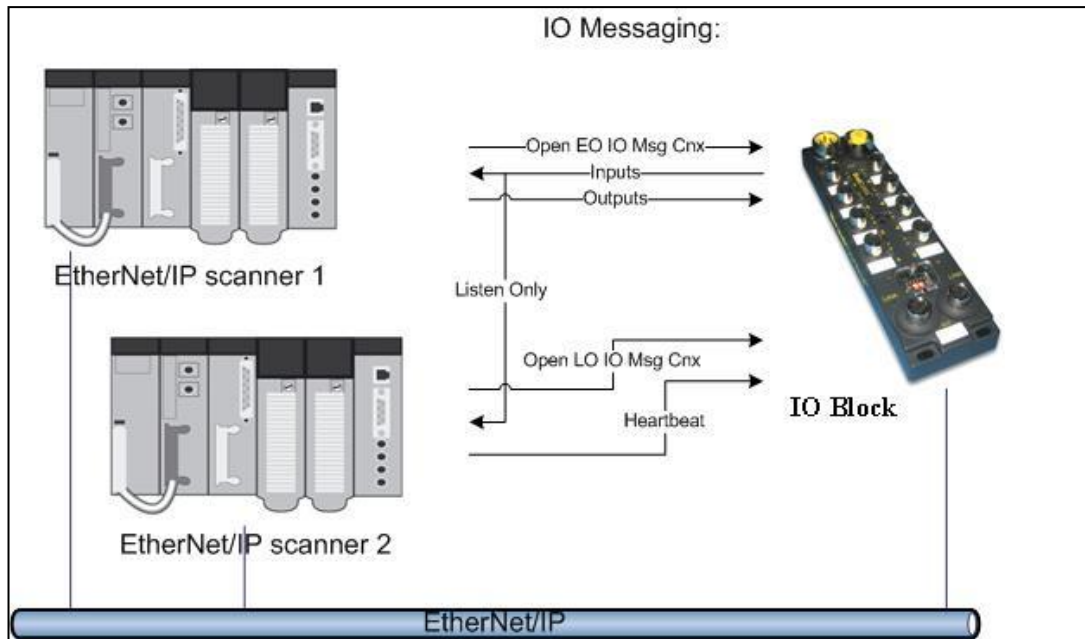 IO Messaging:
Open EO IO Msg Cnx
Inputs
Outputs
EtherNet/IP scanner 1
Listen Only
Open LO IO Msg Cnx
IO Block
Heartbeat
EtherNet/IP scanner 2
EtherNet/IP